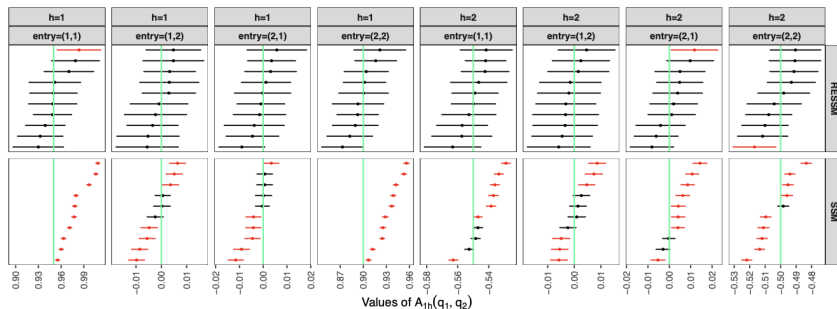 h=1 h=1 h=1 h=1 h=2 h=2 h=2 h=2
entry=(1,1) entry=(1,2) entry=(2,1) entry=(2,2) entry=(1,1) entry=(1,2) entry=(2,1) entry=(2,2)
RESSM
SSM
0.90 0.93 0.96 0.99 −0.01 0.00 0.01 −0.02 −0.01 0.00 0.01 0.02 0.87 0.90 0.93 0.96 −0.58 −0.56 −0.54 −0.02 −0.01 0.00 0.01 −0.02 −0.01 0.00 0.01 0.02 −0.53 −0.52 −0.51 −0.50 −0.49 −0.48
Values of A1h(q1, q2)